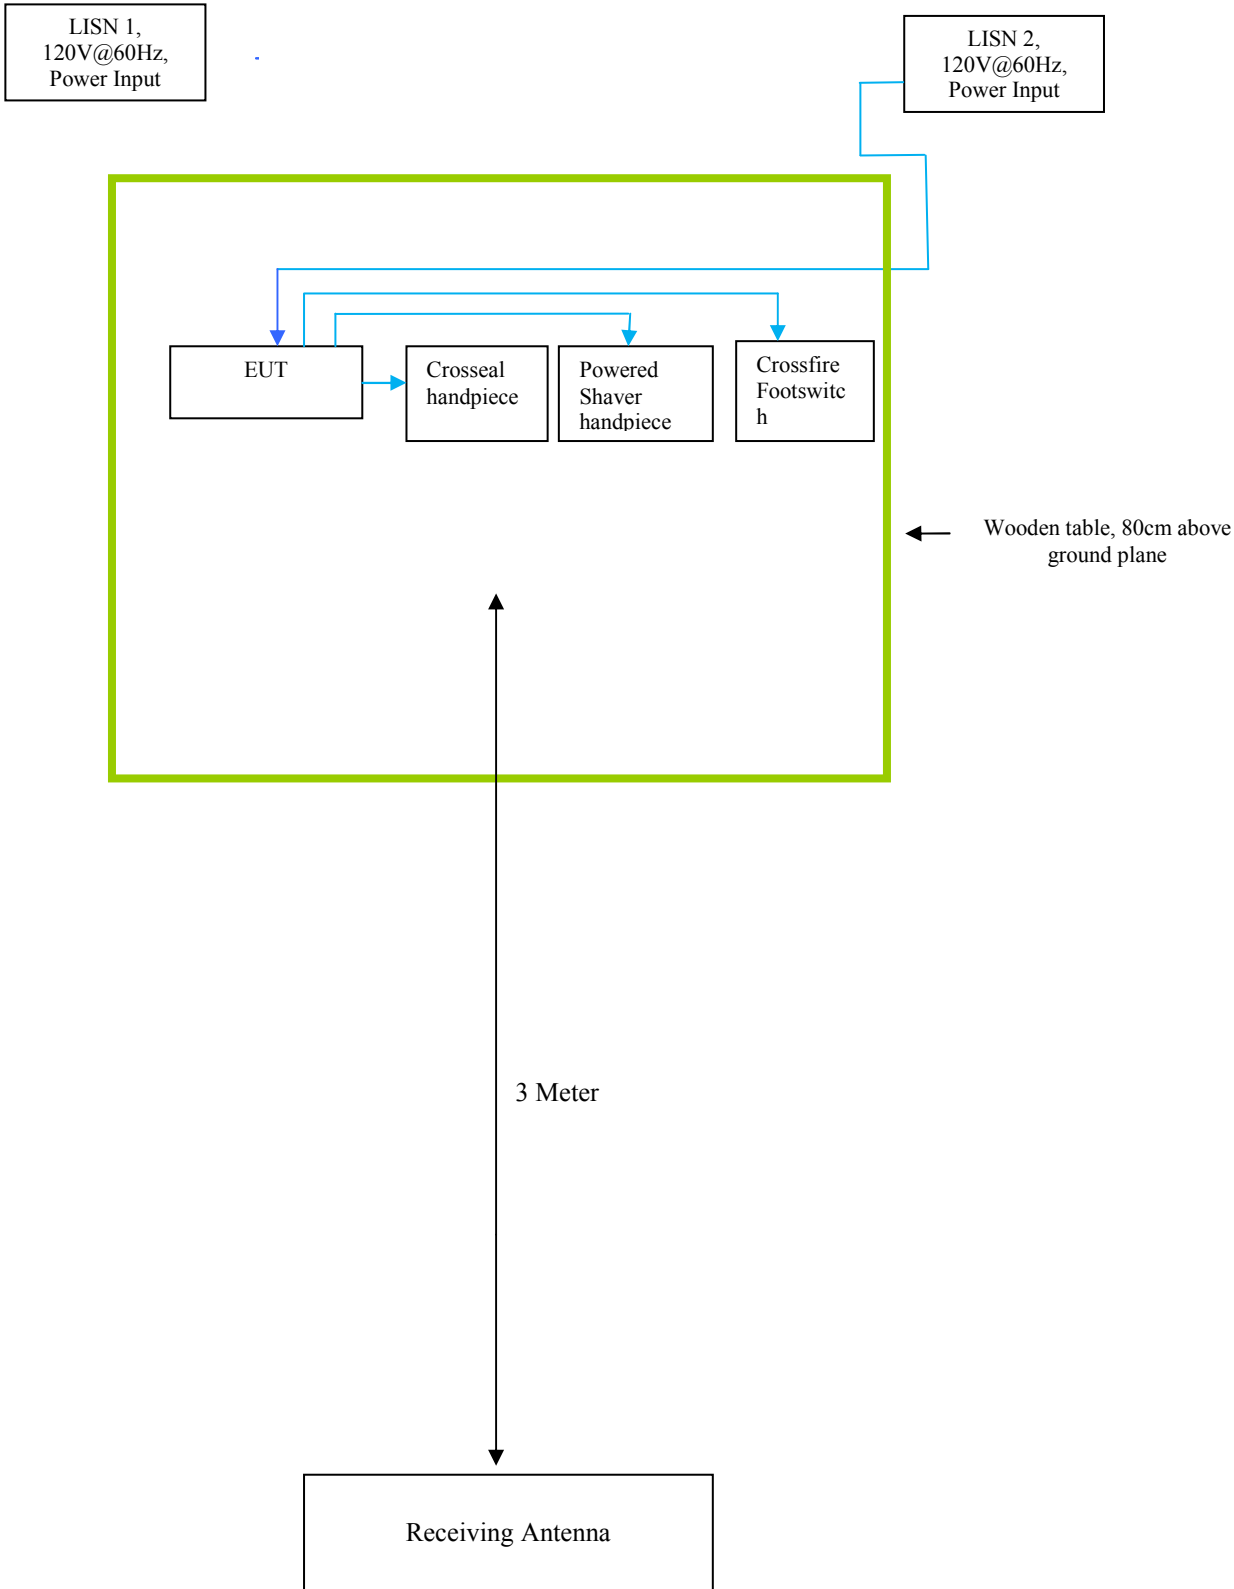 LISN 1,
120V@60Hz,
Power Input
LISN 2,
120V@60Hz,
Power Input
EUT
Crosseal
handpiece
Powered
Shaver
handpiece
Crossfire
Footswitc
h
Wooden table, 80cm above
ground plane
3 Meter
Receiving Antenna